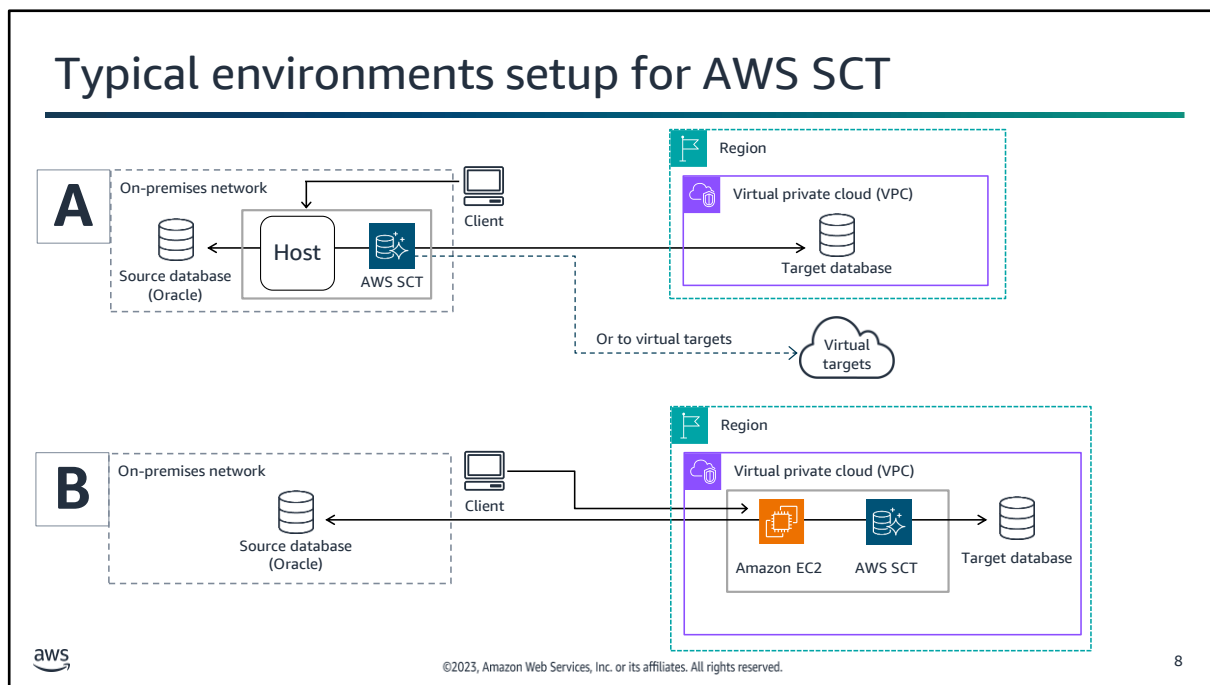 Typical environments setup for AWS SCT
A
On-premises network
Source database
(Oracle)
Host
AWS SCT
Client
Region
Virtual private cloud (VPC)
Target database
Or to virtual targets
Virtual
targets
B
On-premises network
Source database
(Oracle)
Client
Region
Virtual private cloud (VPC)
Amazon EC2
AWS SCT
Target database
aws
©2023, Amazon Web Services, Inc. or its affiliates. All rights reserved.
8